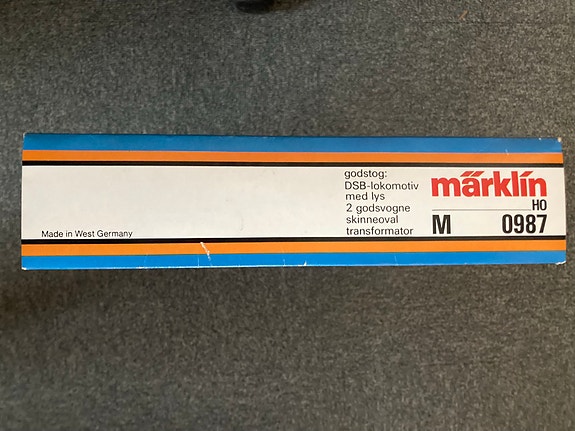 godstog:
DSB-lokomotiv
med lys
2 godsvogne
skinneoval
transformator
märklin
HO
M 0987
Made in West Germany